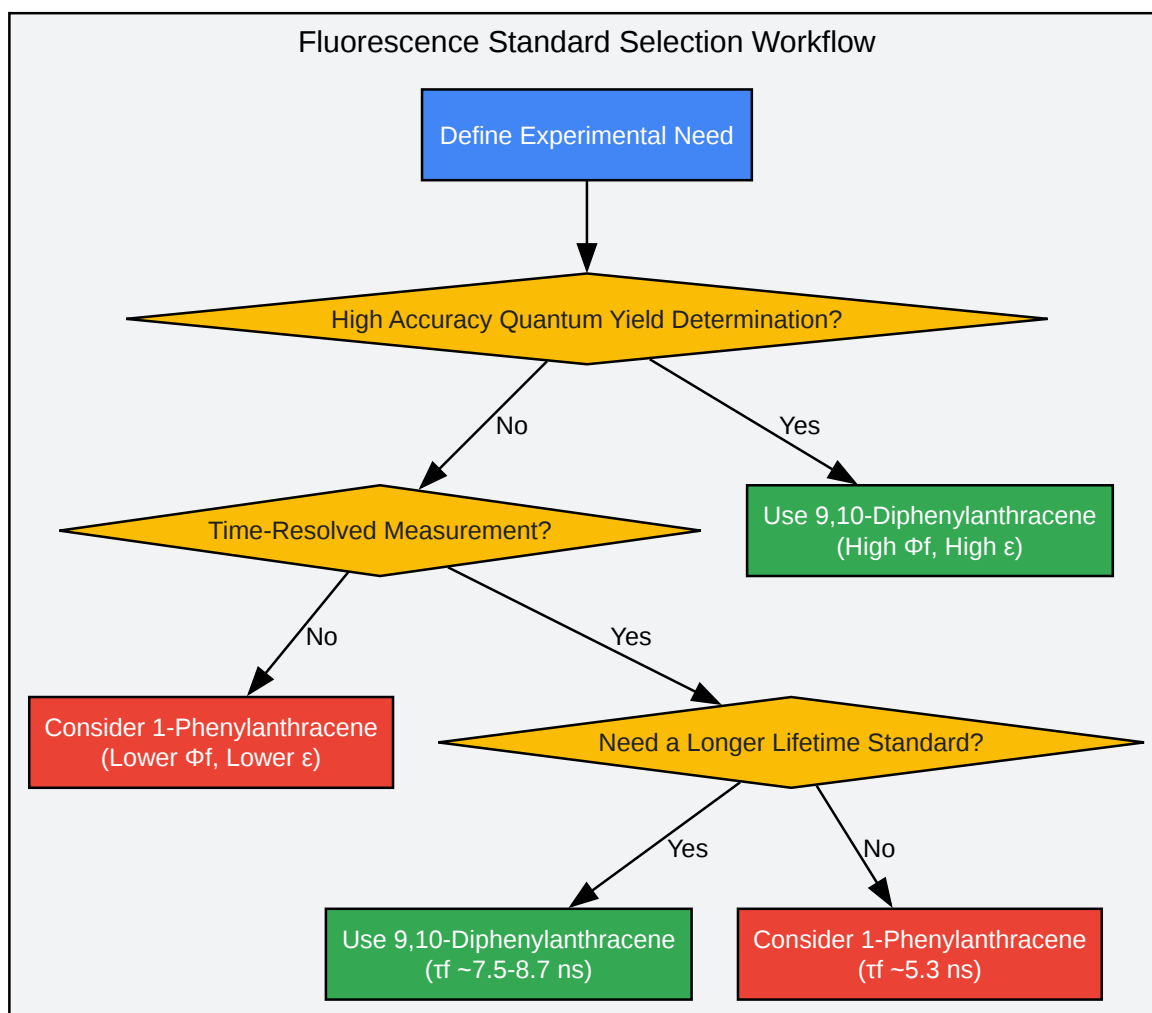 Fluorescence Standard Selection Workflow
Define Experimental Need
High Accuracy Quantum Yield Determination?
No
Yes
Time-Resolved Measurement?
Use 9,10-Diphenylanthracene
(High Φf, High ε)
No
Yes
Consider 1-Phenylanthracene
(Lower Φf, Lower ε)
Need a Longer Lifetime Standard?
Yes
No
Use 9,10-Diphenylanthracene
(τf ~7.5-8.7 ns)
Consider 1-Phenylanthracene
(τf ~5.3 ns)